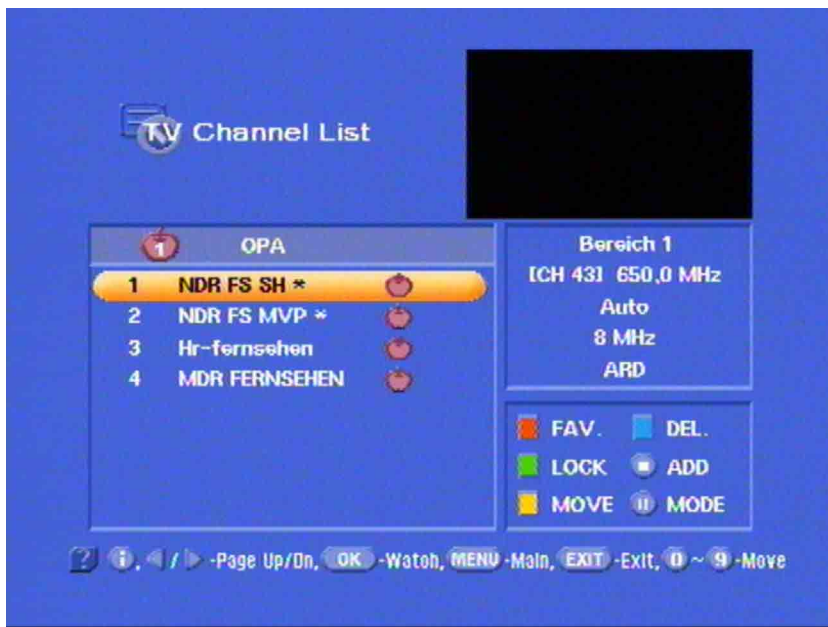 TV Channel List
1 OPA
1 NDR FS SH *
2 NDR FS MVP *
3 Hr-fernsehen
4 MDR FERNSEHEN
Bereich 1
[CH 43] 650,0 MHz
Auto
8 MHz
ARD
FAV. DEL.
LOCK ADD
MOVE MODE
? i, ◀ / ▶ -Page Up/Dn, OK -Watch, MENU -Main, EXIT -Exit, 0 ~ 9 -Move